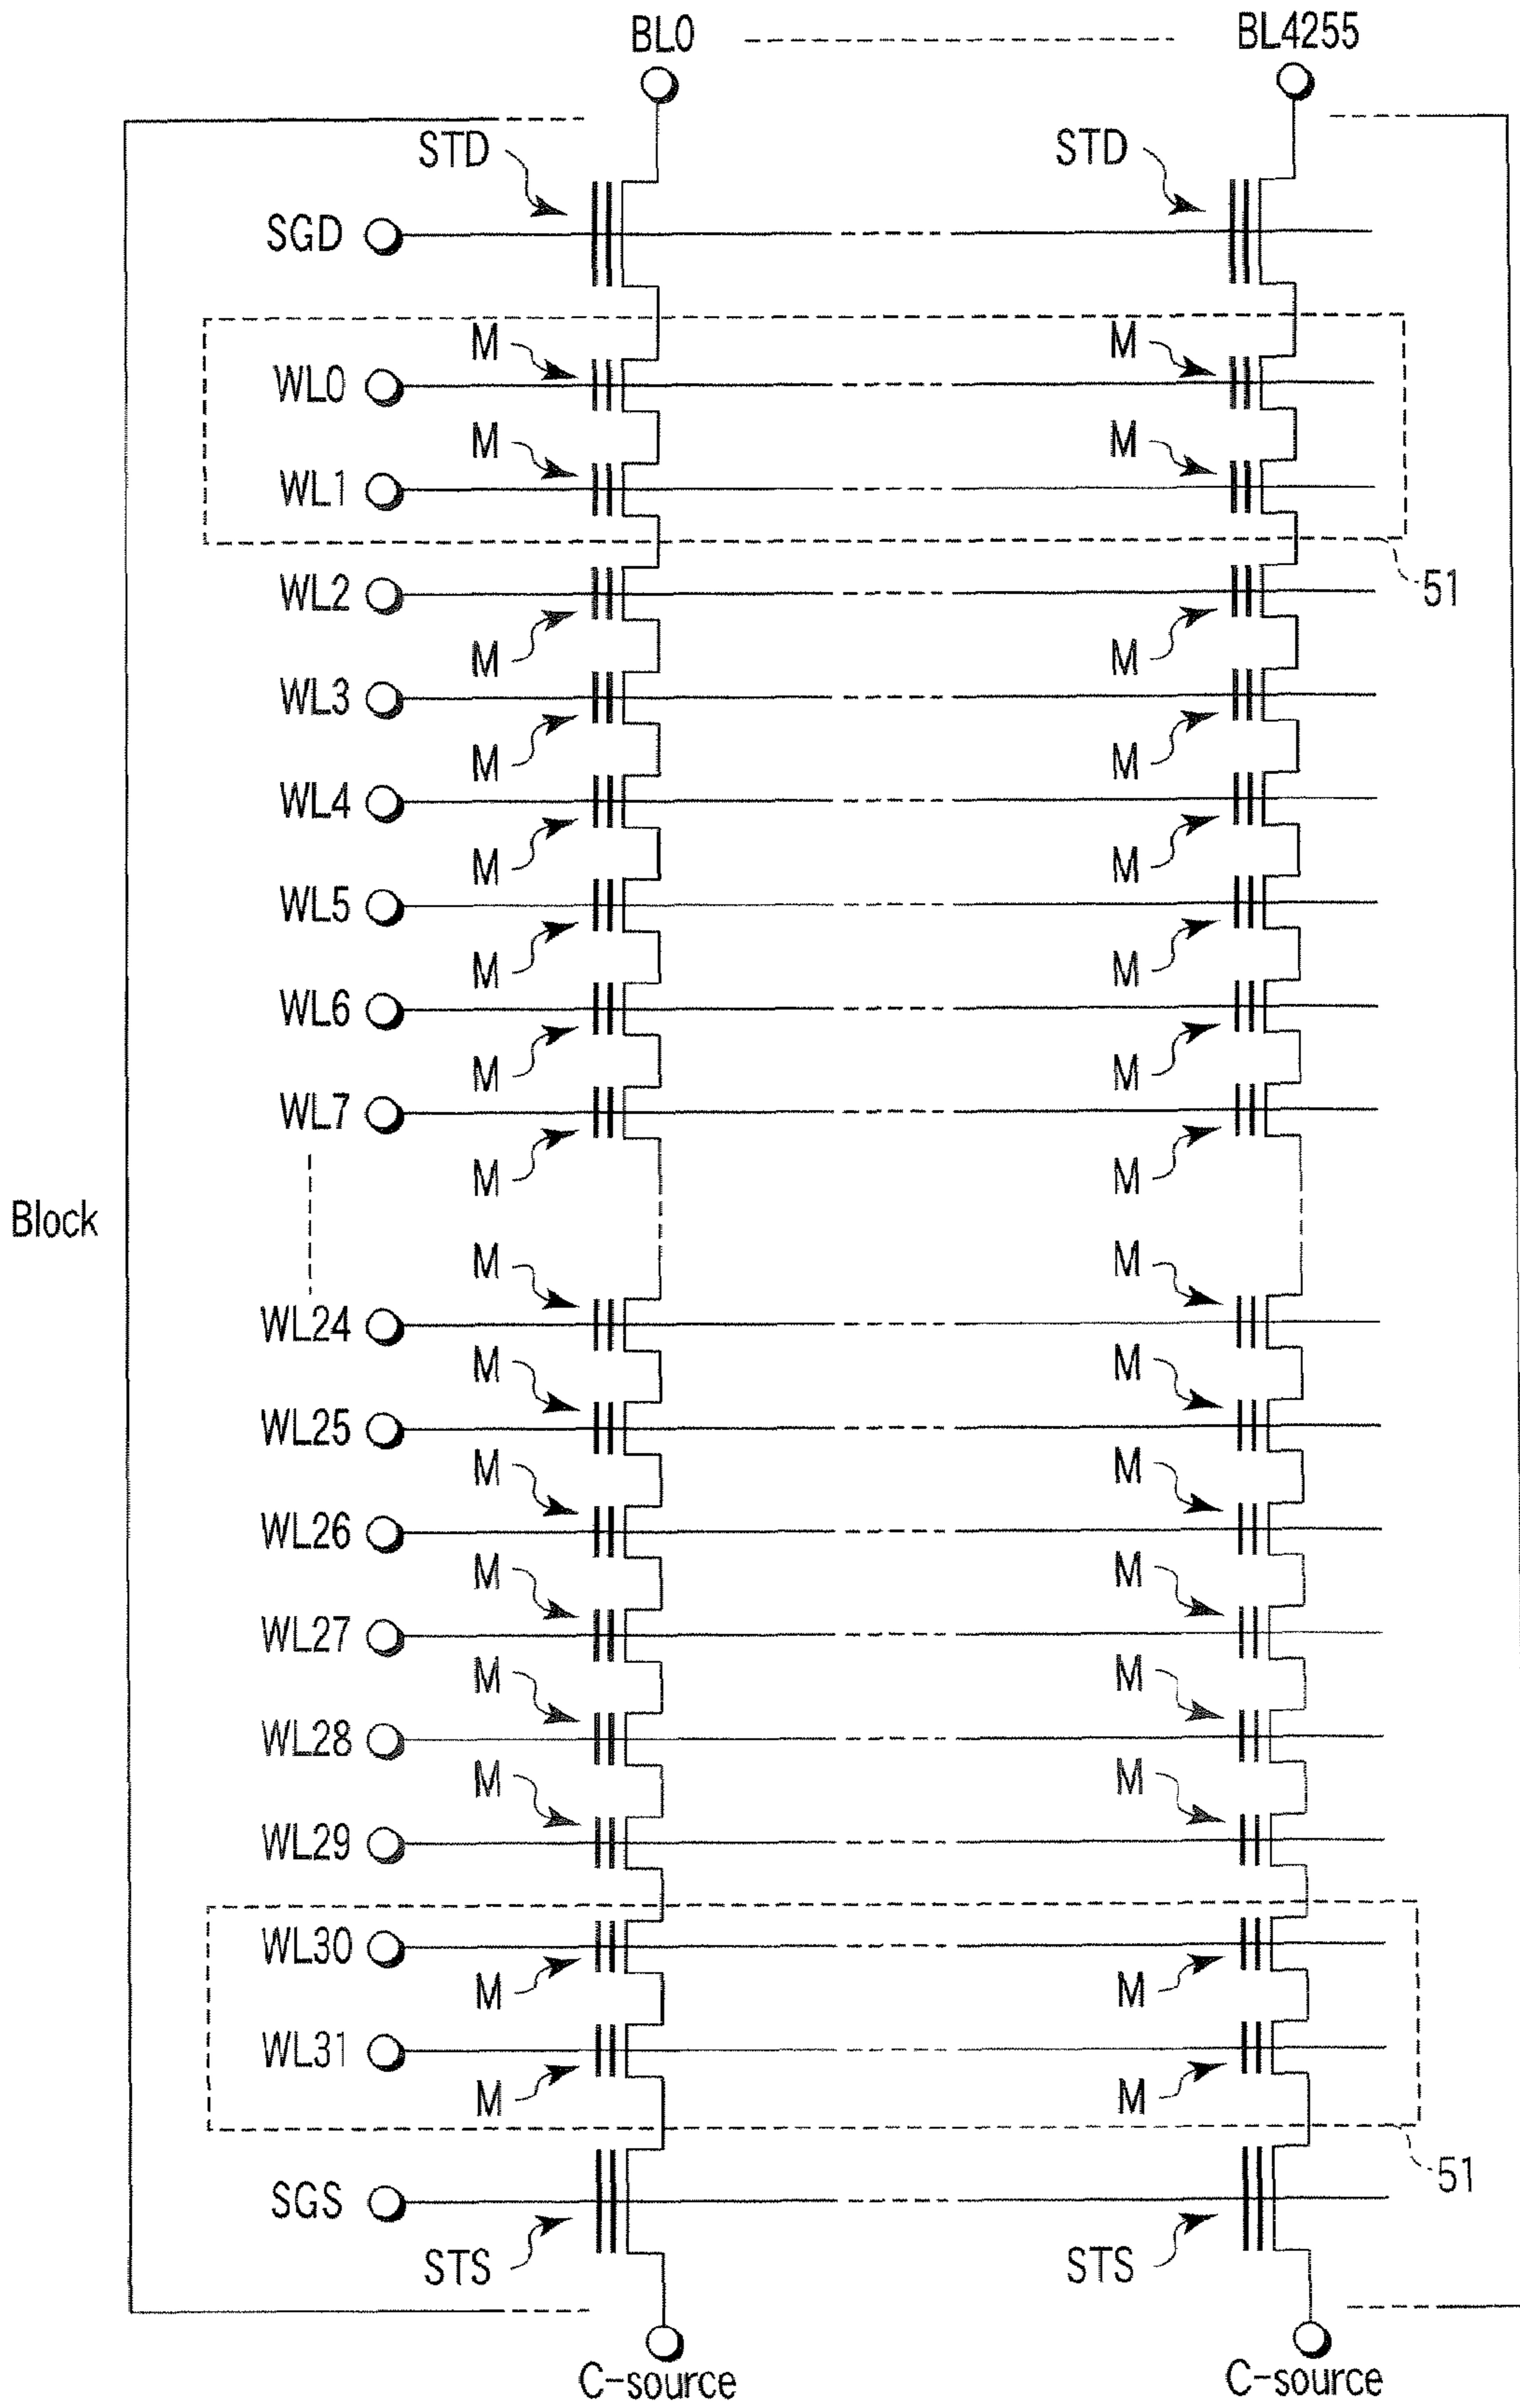 BL0 BL4255
STD STD
SGD
M M
WL0
M M
WL1
WL2 51
M M
WL3
M M
WL4
M M
WL5
M M
WL6
M M
WL7
M M
Block
M M
WL24
M M
WL25
M M
WL26
M M
WL27
M M
WL28
M M
WL29
WL30
M M
WL31
M M
51
SGS
STS STS
C-source C-source